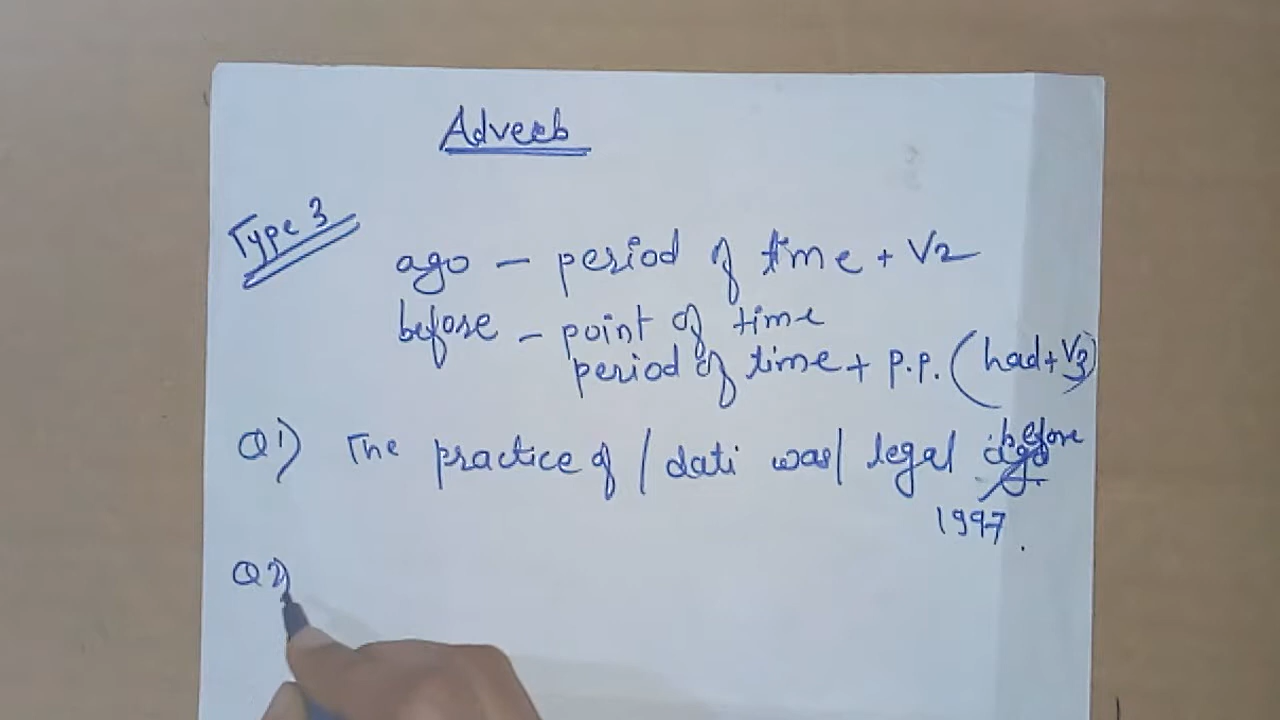 Adverb
Type 3
ago - period of time + V2
before - point of time
period of time + p.p. (had + V3)
Q1) The practice of / dati was / legal ago before
1997.
Q2)